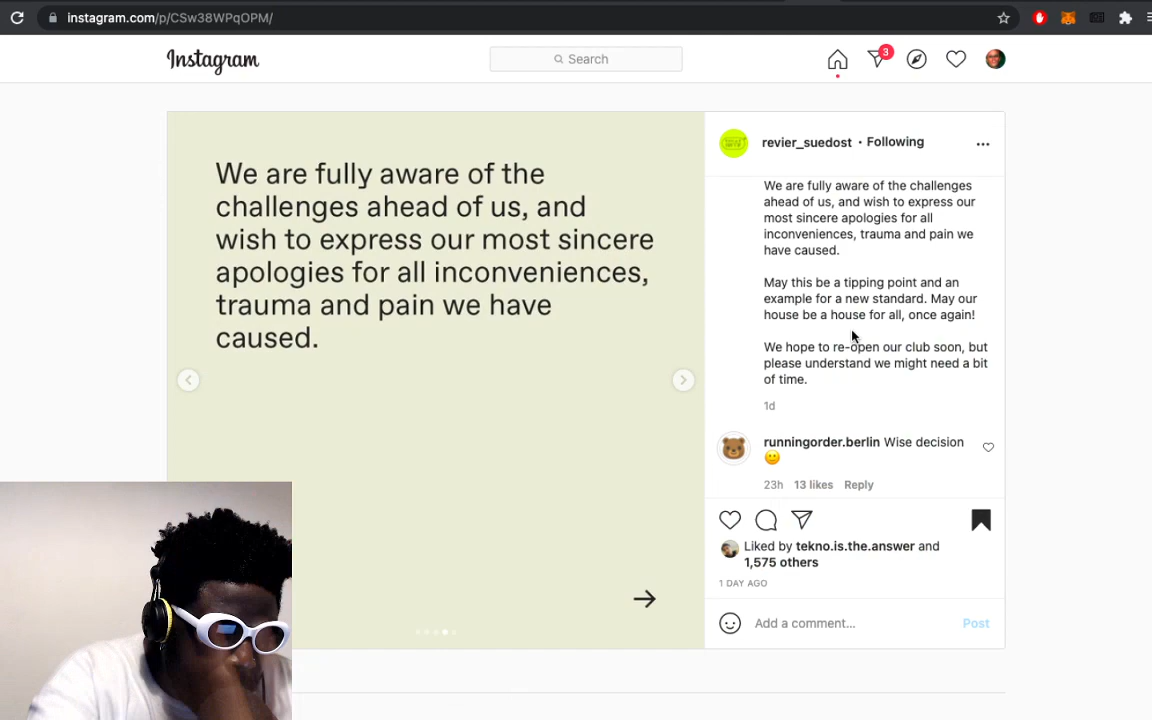 instagram.com/p/CSw38WPqOPM/
Instagram
Search
3
We are fully aware of the
challenges ahead of us, and
wish to express our most sincere
apologies for all inconveniences,
trauma and pain we have
caused.
revier_suedost • Following
We are fully aware of the challenges
ahead of us, and wish to express our
most sincere apologies for all
inconveniences, trauma and pain we
have caused.
May this be a tipping point and an
example for a new standard. May our
house be a house for all, once again!
We hope to re-open our club soon, but
please understand we might need a bit
of time.
1d
runningorder.berlin Wise decision
23h 13 likes Reply
Liked by tekno.is.the.answer and
1,575 others
1 DAY AGO
Add a comment... Post